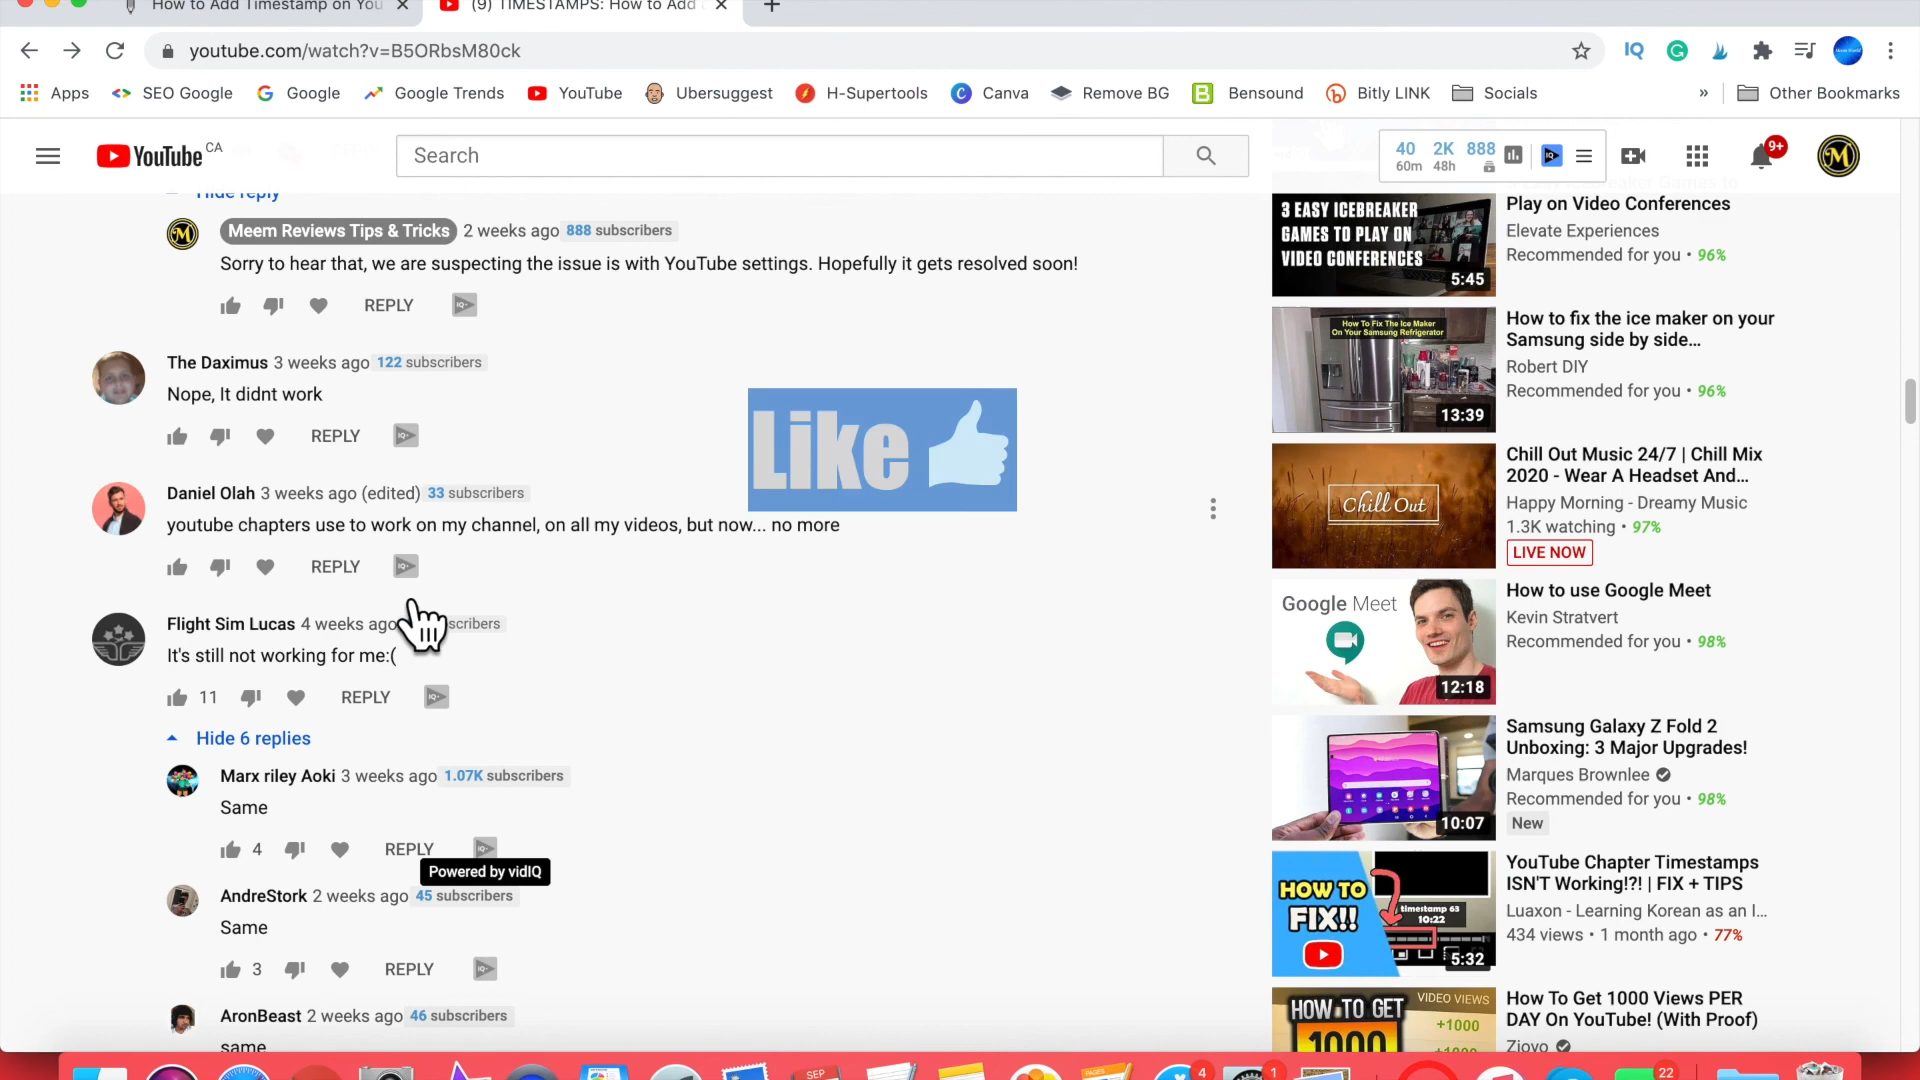 How to Add Timestamp on You
(9) TIMESTAMPS: How to Add
youtube.com/watch?v=B5ORbsM80ck
IQ
Apps
SEO Google
Google
Google Trends
YouTube
Ubersuggest
H-Supertools
Canva
Remove BG
Bensound
Bitly LINK
Socials
»
Other Bookmarks
YouTube CA
Search
40 2K 888
60m 48h
9+
Hide reply
Meem Reviews Tips & Tricks 2 weeks ago 888 subscribers
Sorry to hear that, we are suspecting the issue is with YouTube settings. Hopefully it gets resolved soon!
REPLY
The Daximus 3 weeks ago 122 subscribers
Nope, It didnt work
REPLY
Like
Daniel Olah 3 weeks ago (edited) 33 subscribers
youtube chapters use to work on my channel, on all my videos, but now... no more
REPLY
Flight Sim Lucas 4 weeks ago scribers
It's still not working for me:(
11 REPLY
Hide 6 replies
Marx riley Aoki 3 weeks ago 1.07K subscribers
Same
4 REPLY
Powered by vidIQ
AndreStork 2 weeks ago 45 subscribers
Same
3 REPLY
AronBeast 2 weeks ago 46 subscribers
same
3 EASY ICEBREAKER
GAMES TO PLAY ON
VIDEO CONFERENCES
5:45
Play on Video Conferences
Elevate Experiences
Recommended for you • 96%
How To Fix The Ice Maker
On Your Samsung Refrigerator
13:39
How to fix the ice maker on your
Samsung side by side...
Robert DIY
Recommended for you • 96%
Chill Out
Chill Out Music 24/7 | Chill Mix
2020 - Wear A Headset And...
Happy Morning - Dreamy Music
1.3K watching • 97%
LIVE NOW
Google Meet
12:18
How to use Google Meet
Kevin Stratvert
Recommended for you • 98%
10:07
Samsung Galaxy Z Fold 2
Unboxing: 3 Major Upgrades!
Marques Brownlee
Recommended for you • 98%
New
HOW TO
FIX!!
timestamp 63
10:22
5:32
YouTube Chapter Timestamps
ISN'T Working!?! | FIX + TIPS
Luaxon - Learning Korean as an I...
434 views • 1 month ago • 77%
HOW TO GET
1000
VIDEO VIEWS
+1000
How To Get 1000 Views PER
DAY On YouTube! (With Proof)
Ziovo
SEP
PAGES
4
1
22